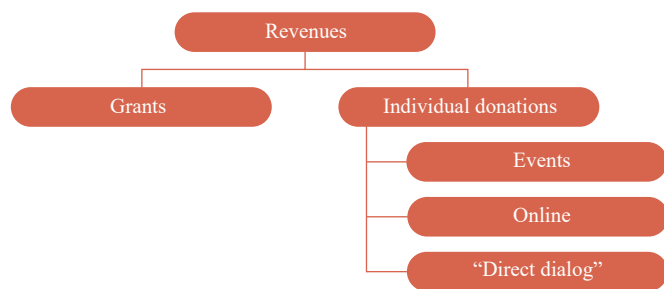 Revenues
Grants
Individual donations
Events
Online
“Direct dialog”